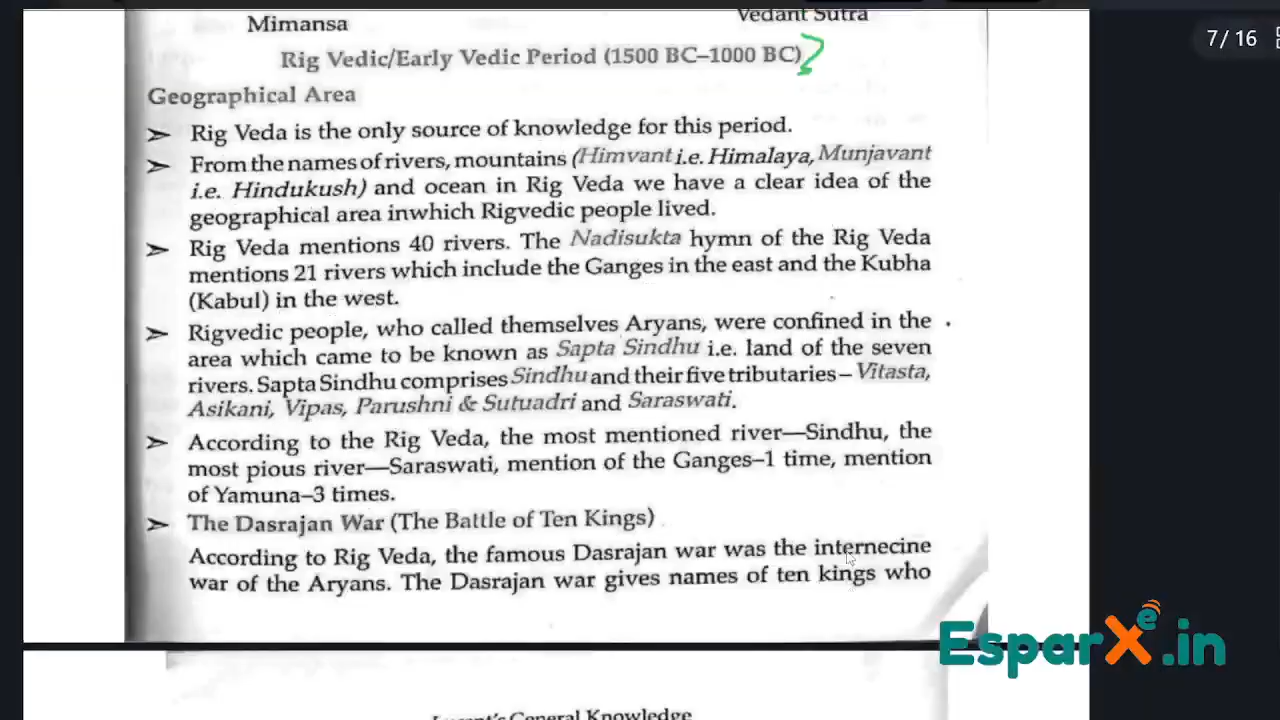 Mimansa Vedant Sutra
7 / 16
Rig Vedic/Early Vedic Period (1500 BC–1000 BC)
Geographical Area
➢ Rig Veda is the only source of knowledge for this period.
➢ From the names of rivers, mountains (Himvant i.e. Himalaya, Munjavant
i.e. Hindukush) and ocean in Rig Veda we have a clear idea of the
geographical area inwhich Rigvedic people lived.
➢ Rig Veda mentions 40 rivers. The Nadisukta hymn of the Rig Veda
mentions 21 rivers which include the Ganges in the east and the Kubha
(Kabul) in the west.
➢ Rigvedic people, who called themselves Aryans, were confined in the
area which came to be known as Sapta Sindhu i.e. land of the seven
rivers. Sapta Sindhu comprises Sindhu and their five tributaries– Vitasta,
Asikani, Vipas, Parushni & Sutuadri and Saraswati.
➢ According to the Rig Veda, the most mentioned river—Sindhu, the
most pious river—Saraswati, mention of the Ganges–1 time, mention
of Yamuna–3 times.
➢ The Dasrajan War (The Battle of Ten Kings)
According to Rig Veda, the famous Dasrajan war was the internecine
war of the Aryans. The Dasrajan war gives names of ten kings who
EsparXe.in
Lucent's General Knowledge